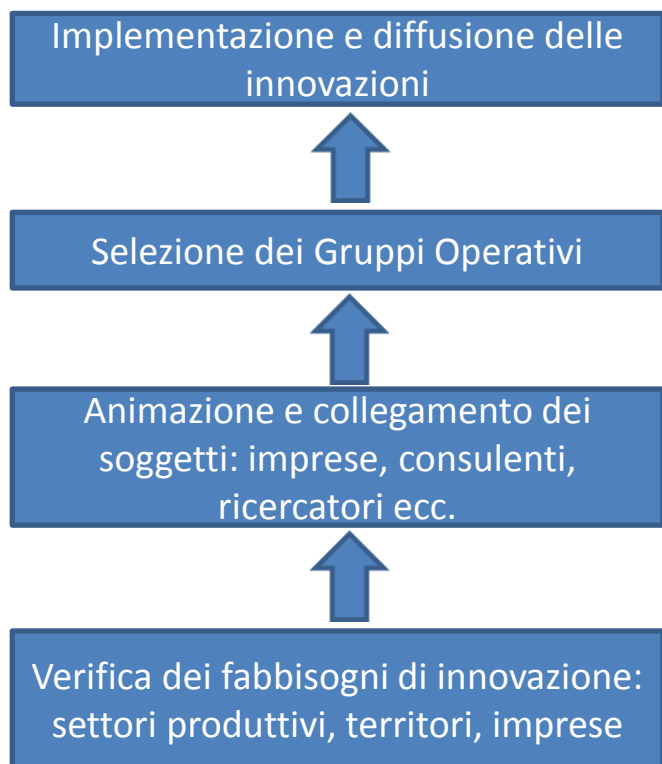 Implementazione e diffusione delle
innovazioni
Selezione dei Gruppi Operativi
Animazione e collegamento dei
soggetti: imprese, consulenti,
ricercatori ecc.
Verifica dei fabbisogni di innovazione:
settori produttivi, territori, imprese